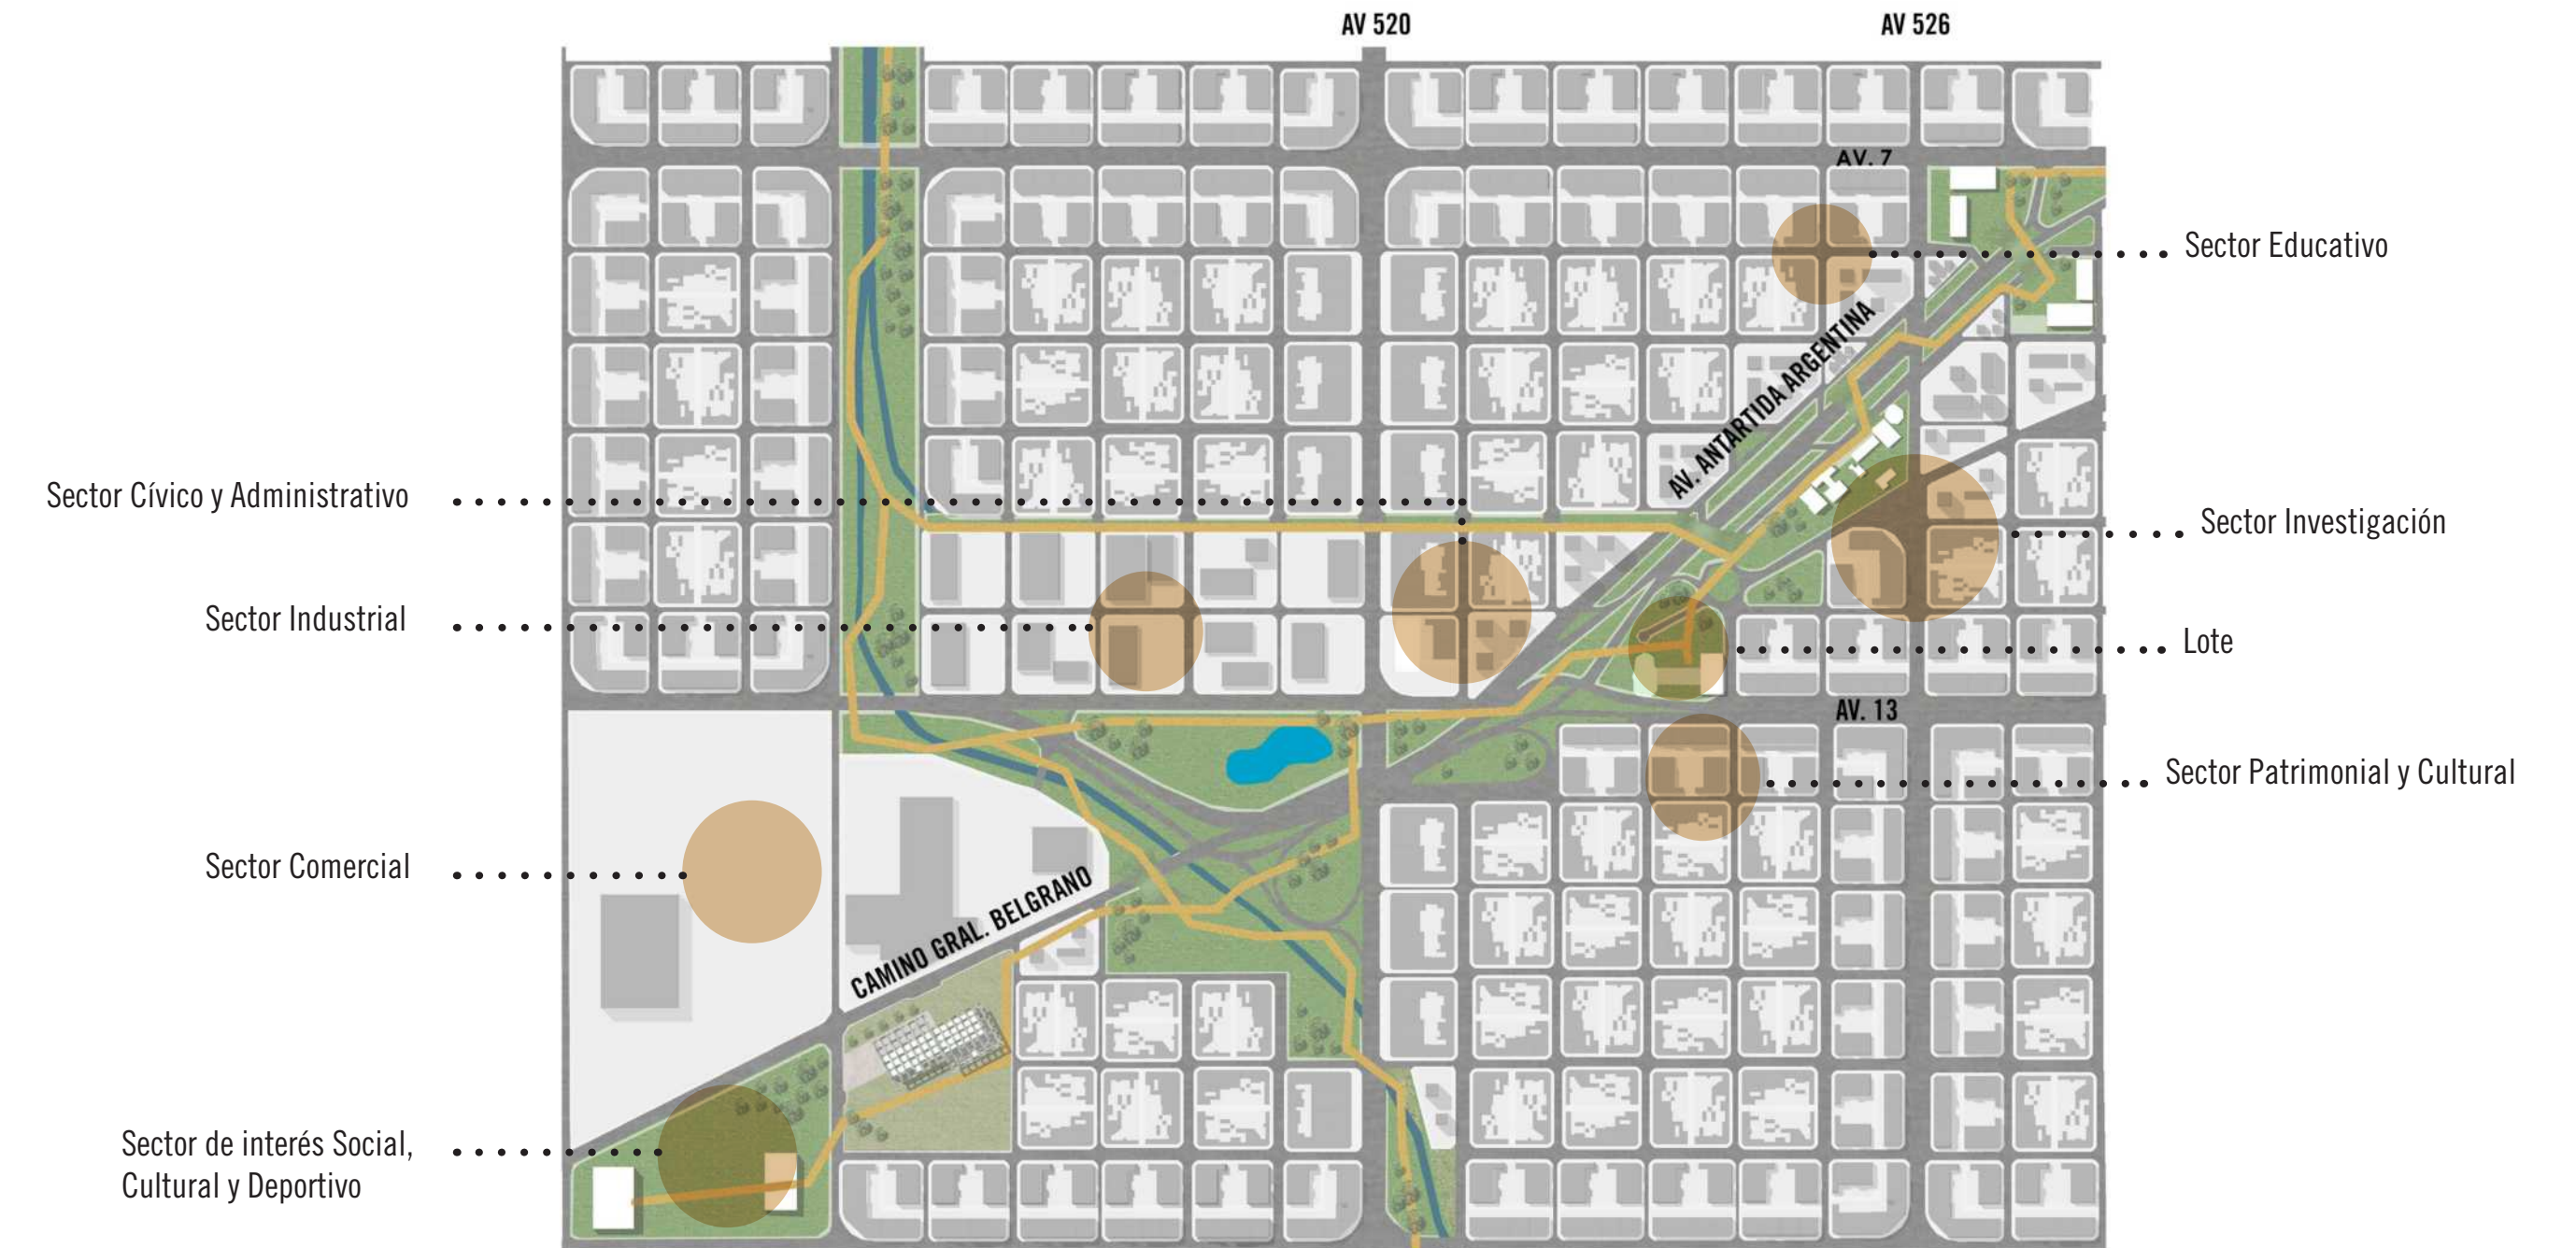 AV 520
AV 526
AV. 7
Sector Educativo
AV. ANTARTIDA ARGENTINA
Sector Cívico y Administrativo
Sector Investigación
Sector Industrial
Lote
AV. 13
Sector Patrimonial y Cultural
Sector Comercial
CAMINO GRAL. BELGRANO
Sector de interés Social,
Cultural y Deportivo